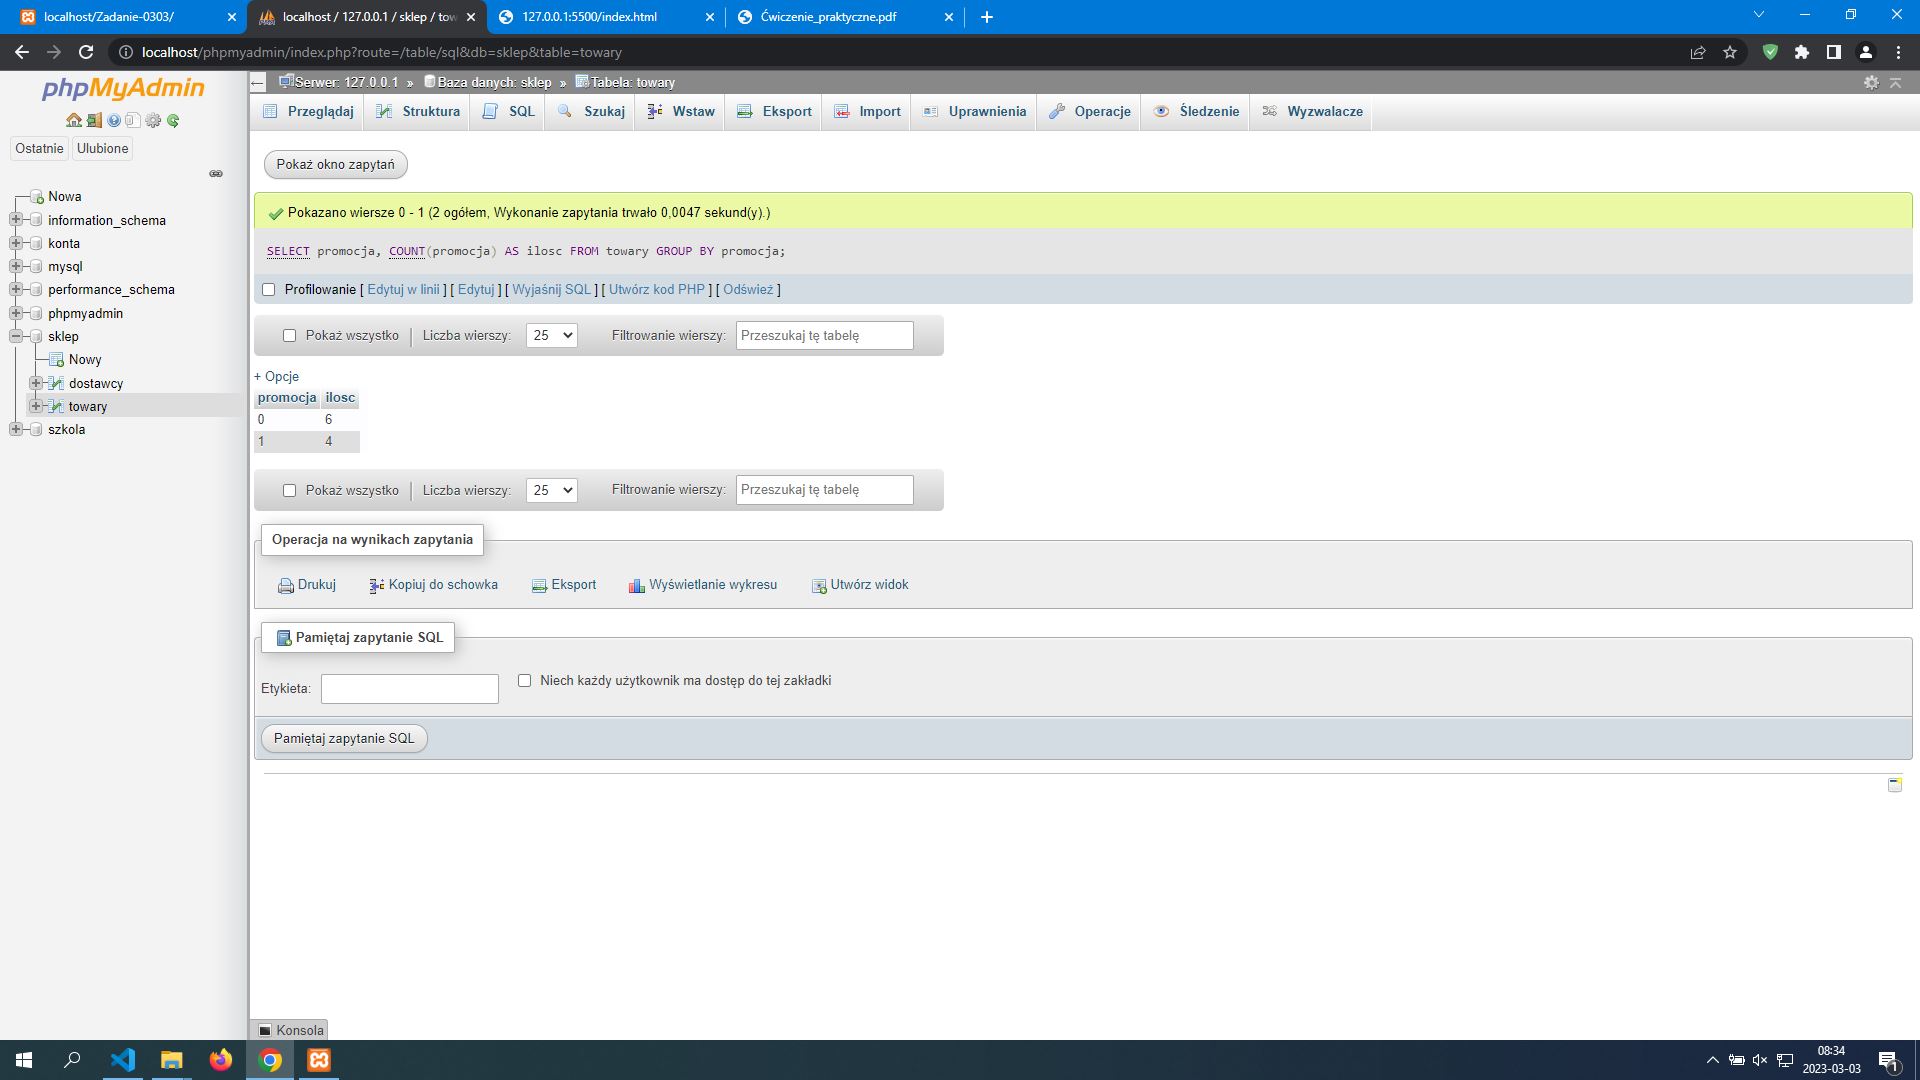 localhost/Zadanie-0303/
localhost / 127.0.0.1 / sklep / tow
127.0.0.1:5500/index.html
Ćwiczenie_praktyczne.pdf
localhost/phpmyadmin/index.php?route=/table/sql&db=sklep&table=towary
phpMyAdmin
Ostatnie
Ulubione
Nowa
information_schema
konta
mysql
performance_schema
phpmyadmin
sklep
Nowy
dostawcy
towary
szkola
Serwer: 127.0.0.1 » Baza danych: sklep » Tabela: towary
Przeglądaj Struktura SQL Szukaj Wstaw Eksport Import Uprawnienia Operacje Śledzenie Wyzwalacze
Pokaż okno zapytań
Pokazano wiersze 0 - 1 (2 ogółem, Wykonanie zapytania trwało 0,0047 sekund(y).)
SELECT promocja, COUNT(promocja) AS ilosc FROM towary GROUP BY promocja;
Profilowanie [ Edytuj w linii ] [ Edytuj ] [ Wyjaśnij SQL ] [ Utwórz kod PHP ] [ Odśwież ]
Pokaż wszystko Liczba wierszy: 25 Filtrowanie wierszy: Przeszukaj tę tabelę
+ Opcje
promocja ilosc
0 6
1 4
Pokaż wszystko Liczba wierszy: 25 Filtrowanie wierszy: Przeszukaj tę tabelę
Operacja na wynikach zapytania
Drukuj Kopiuj do schowka Eksport Wyświetlanie wykresu Utwórz widok
Pamiętaj zapytanie SQL
Etykieta: Niech każdy użytkownik ma dostęp do tej zakładki
Pamiętaj zapytanie SQL
Konsola
08:34
2023-03-03
1